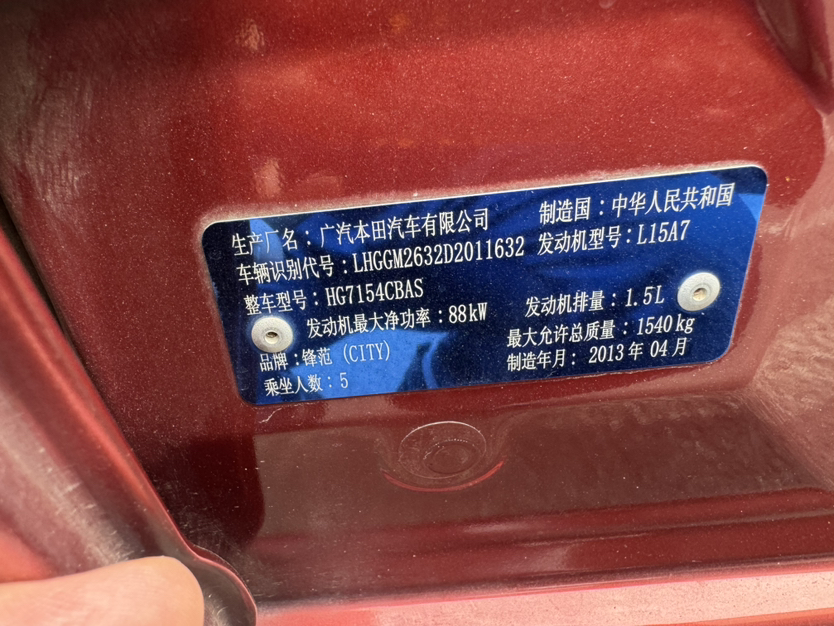 生产厂名：广汽本田汽车有限公司 制造国：中华人民共和国
车辆识别代号：LHGGM2632D2011632 发动机型号：L15A7
整车型号：HG7154CBAS
发动机最大净功率：88kW 发动机排量：1.5L
最大允许总质量：1540kg
品牌：锋范 (CITY) 制造年月：2013年04月
乘坐人数：5